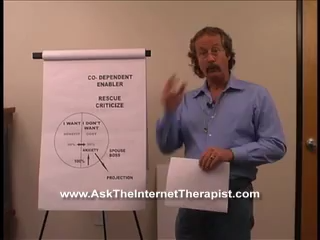 CO- DEPENDENT
ENABLER
RESCUE
CRITICIZE
I WANT I DON'T
WANT
ANXIETY
SPOUSE
BOSS
100%
PROJECTION
www.AskTheInternetTherapist.com